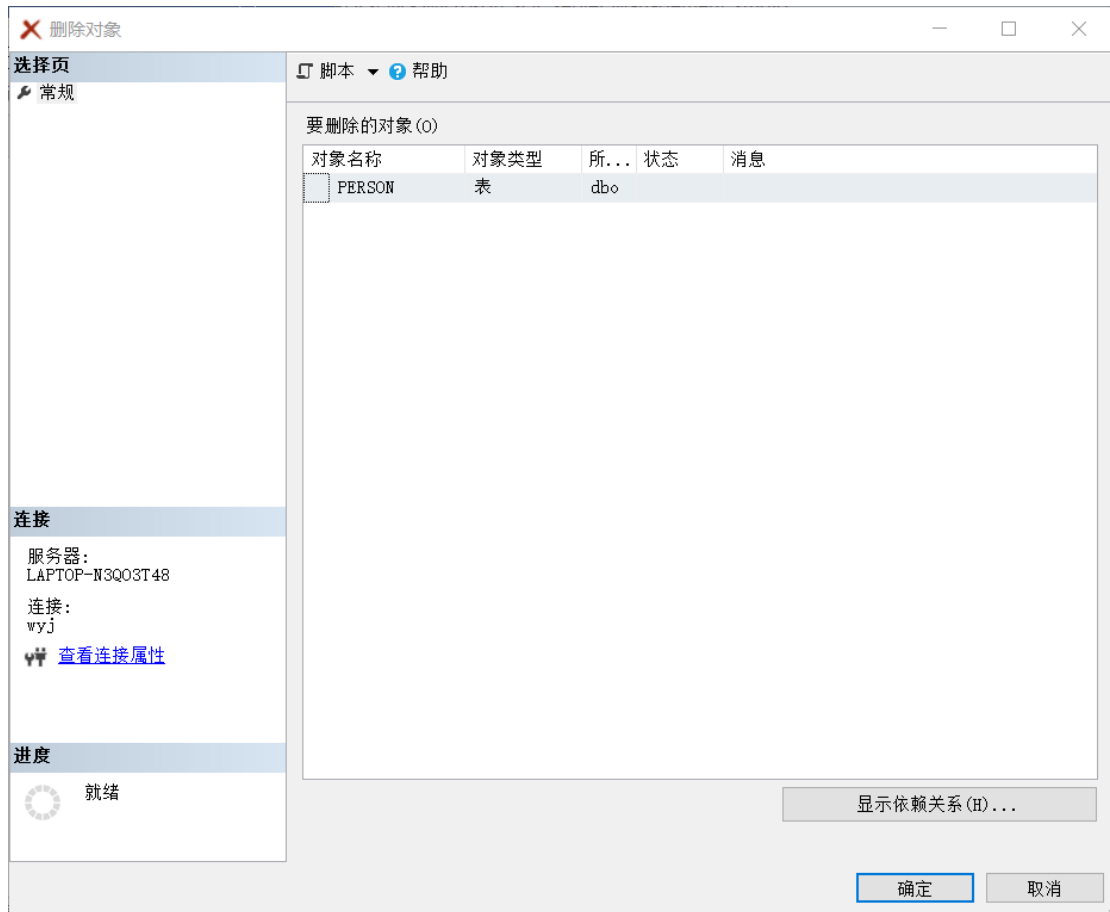 删除对象
选择页
常规
脚本 帮助
要删除的对象(O)
对象名称 对象类型 所... 状态 消息
PERSON 表 dbo
连接
服务器:
LAPTOP-N3QO3T48
连接:
wyj
查看连接属性
进度
就绪
显示依赖关系(H)...
确定 取消